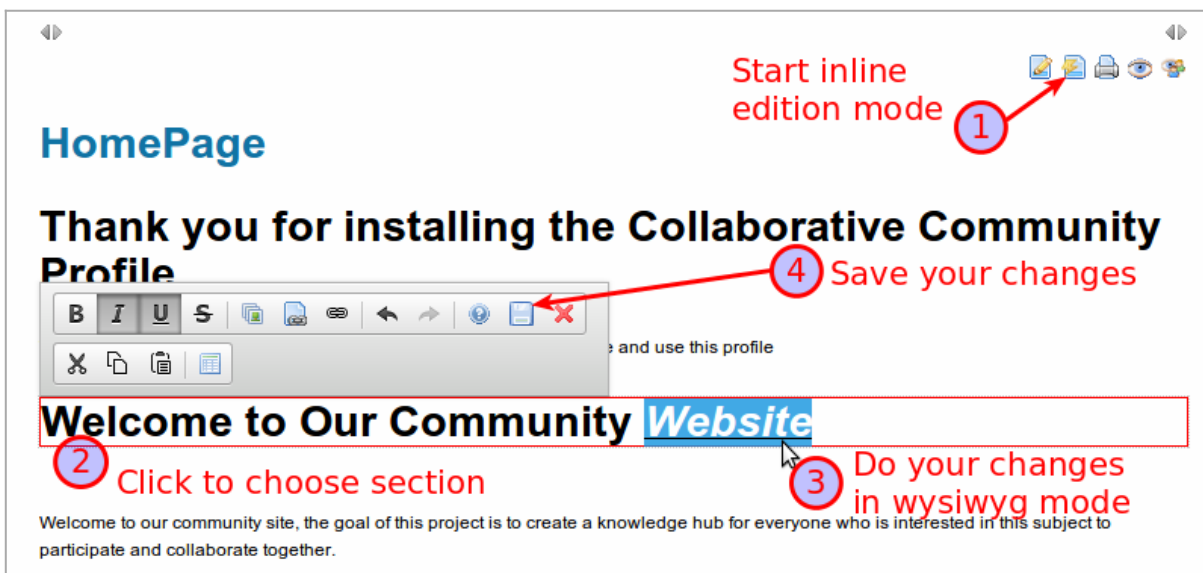 Start inline
edition mode
1
HomePage
Thank you for installing the Collaborative Community
Profile
4 Save your changes
B I U S
and use this profile
Welcome to Our Community Website
2
Click to choose section
3
Do your changes
in wysiwyg mode
Welcome to our community site, the goal of this project is to create a knowledge hub for everyone who is interested in this subject to
participate and collaborate together.